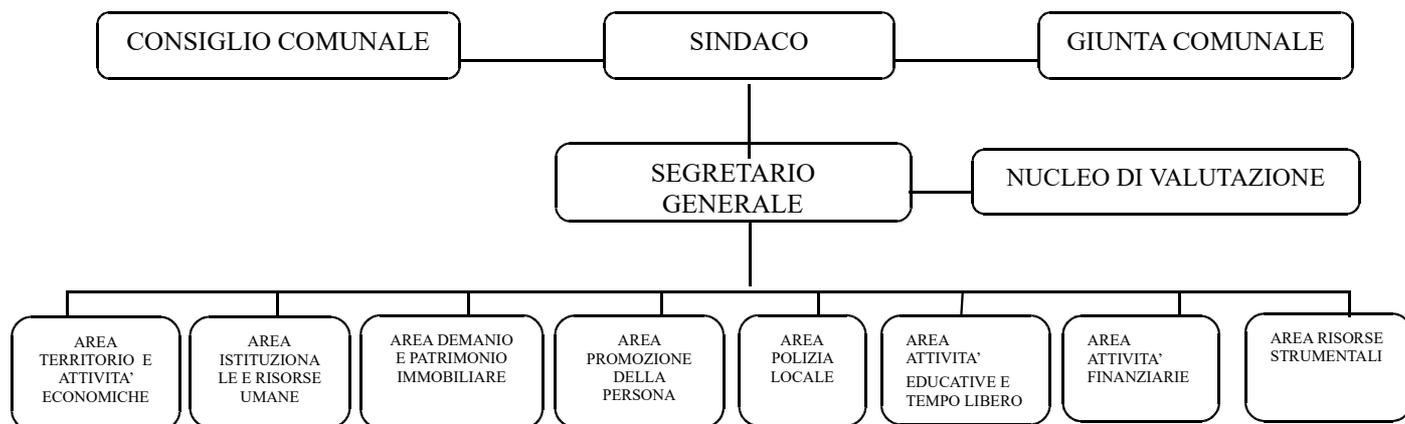 CONSIGLIO COMUNALE
SINDACO
GIUNTA COMUNALE
SEGRETARIO
GENERALE
NUCLEO DI VALUTAZIONE
AREA
TERRITORIO E
ATTIVITA’
ECONOMICHE
AREA
ISTITUZIONA
LE E RISORSE
UMANE
AREA DEMANIO
E PATRIMONIO
IMMOBILIARE
AREA
PROMOZIONE
DELLA
PERSONA
AREA
POLIZIA
LOCALE
AREA
ATTIVITA’
EDUCATIVE E
TEMPO LIBERO
AREA
ATTIVITA’
FINANZIARIE
AREA RISORSE
STRUMENTALI